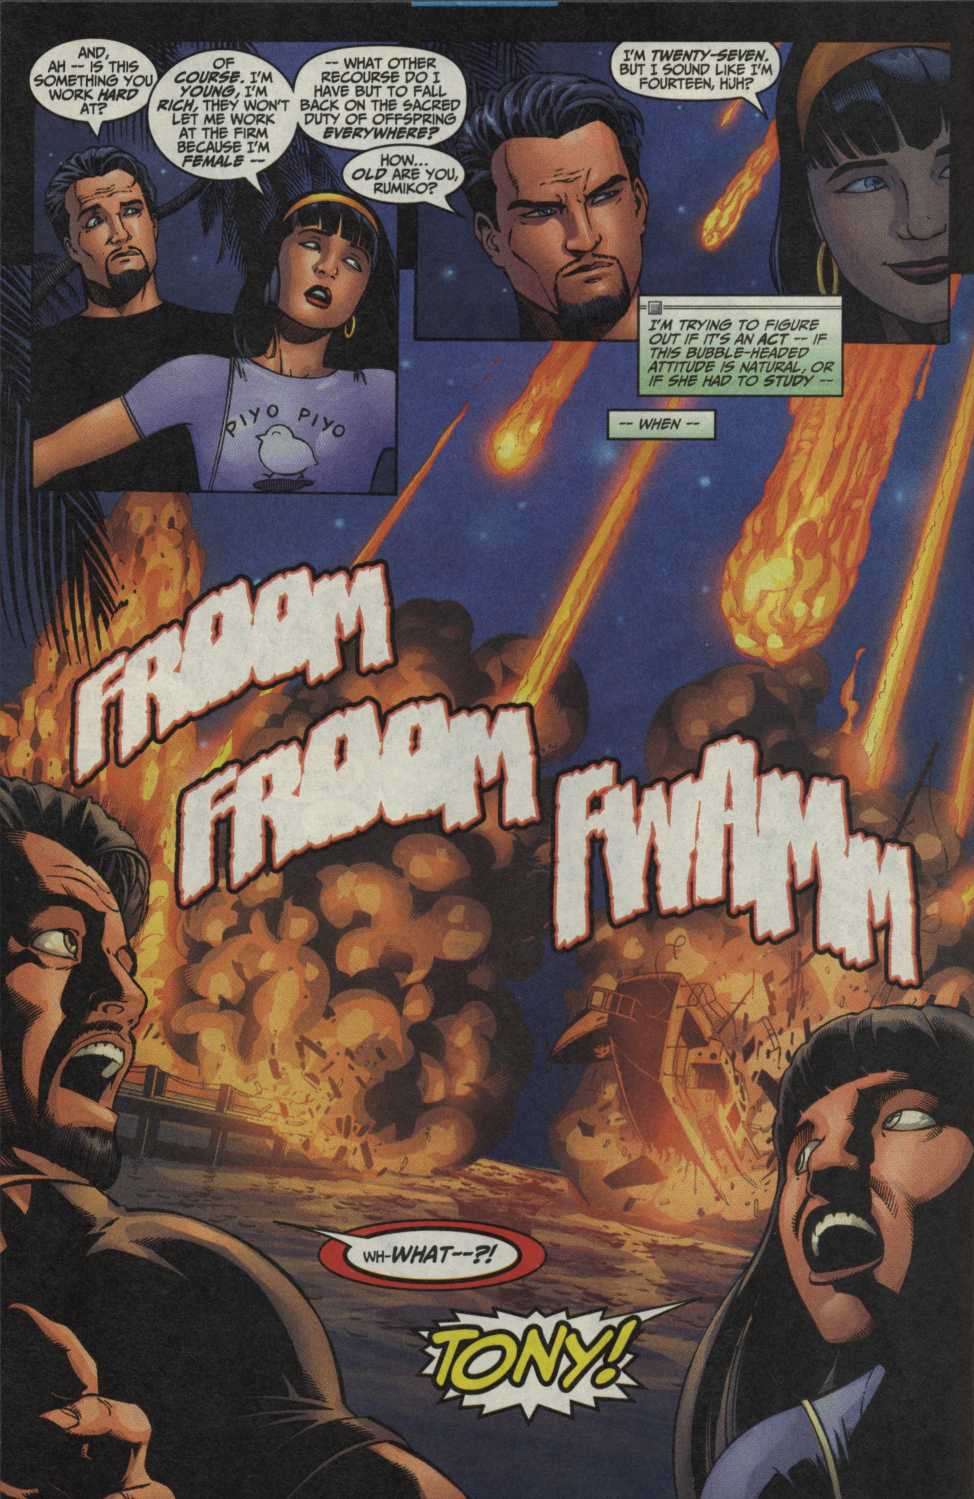 AND,
AH -- IS THIS
SOMETHING YOU
WORK HARD
AT?
OF
COURSE. I'M
YOUNG, I'M
RICH, THEY WON'T
LET ME WORK
AT THE FIRM
BECAUSE I'M
FEMALE --
-- WHAT OTHER
RECOURSE DO I
HAVE BUT TO FALL
BACK ON THE SACRED
DUTY OF OFFSPRING
EVERYWHERE?
HOW...
OLD ARE YOU,
RUMIKO?
PIYO PIYO
I'M TWENTY-SEVEN.
BUT I SOUND LIKE I'M
FOURTEEN, HUH?
I'M TRYING TO FIGURE
OUT IF IT'S AN ACT -- IF
THIS BUBBLE-HEADED
ATTITUDE IS NATURAL, OR
IF SHE HAD TO STUDY --
-- WHEN --
FROOM
FROOM
FWAMM
WH-WHAT--?!
TONY!